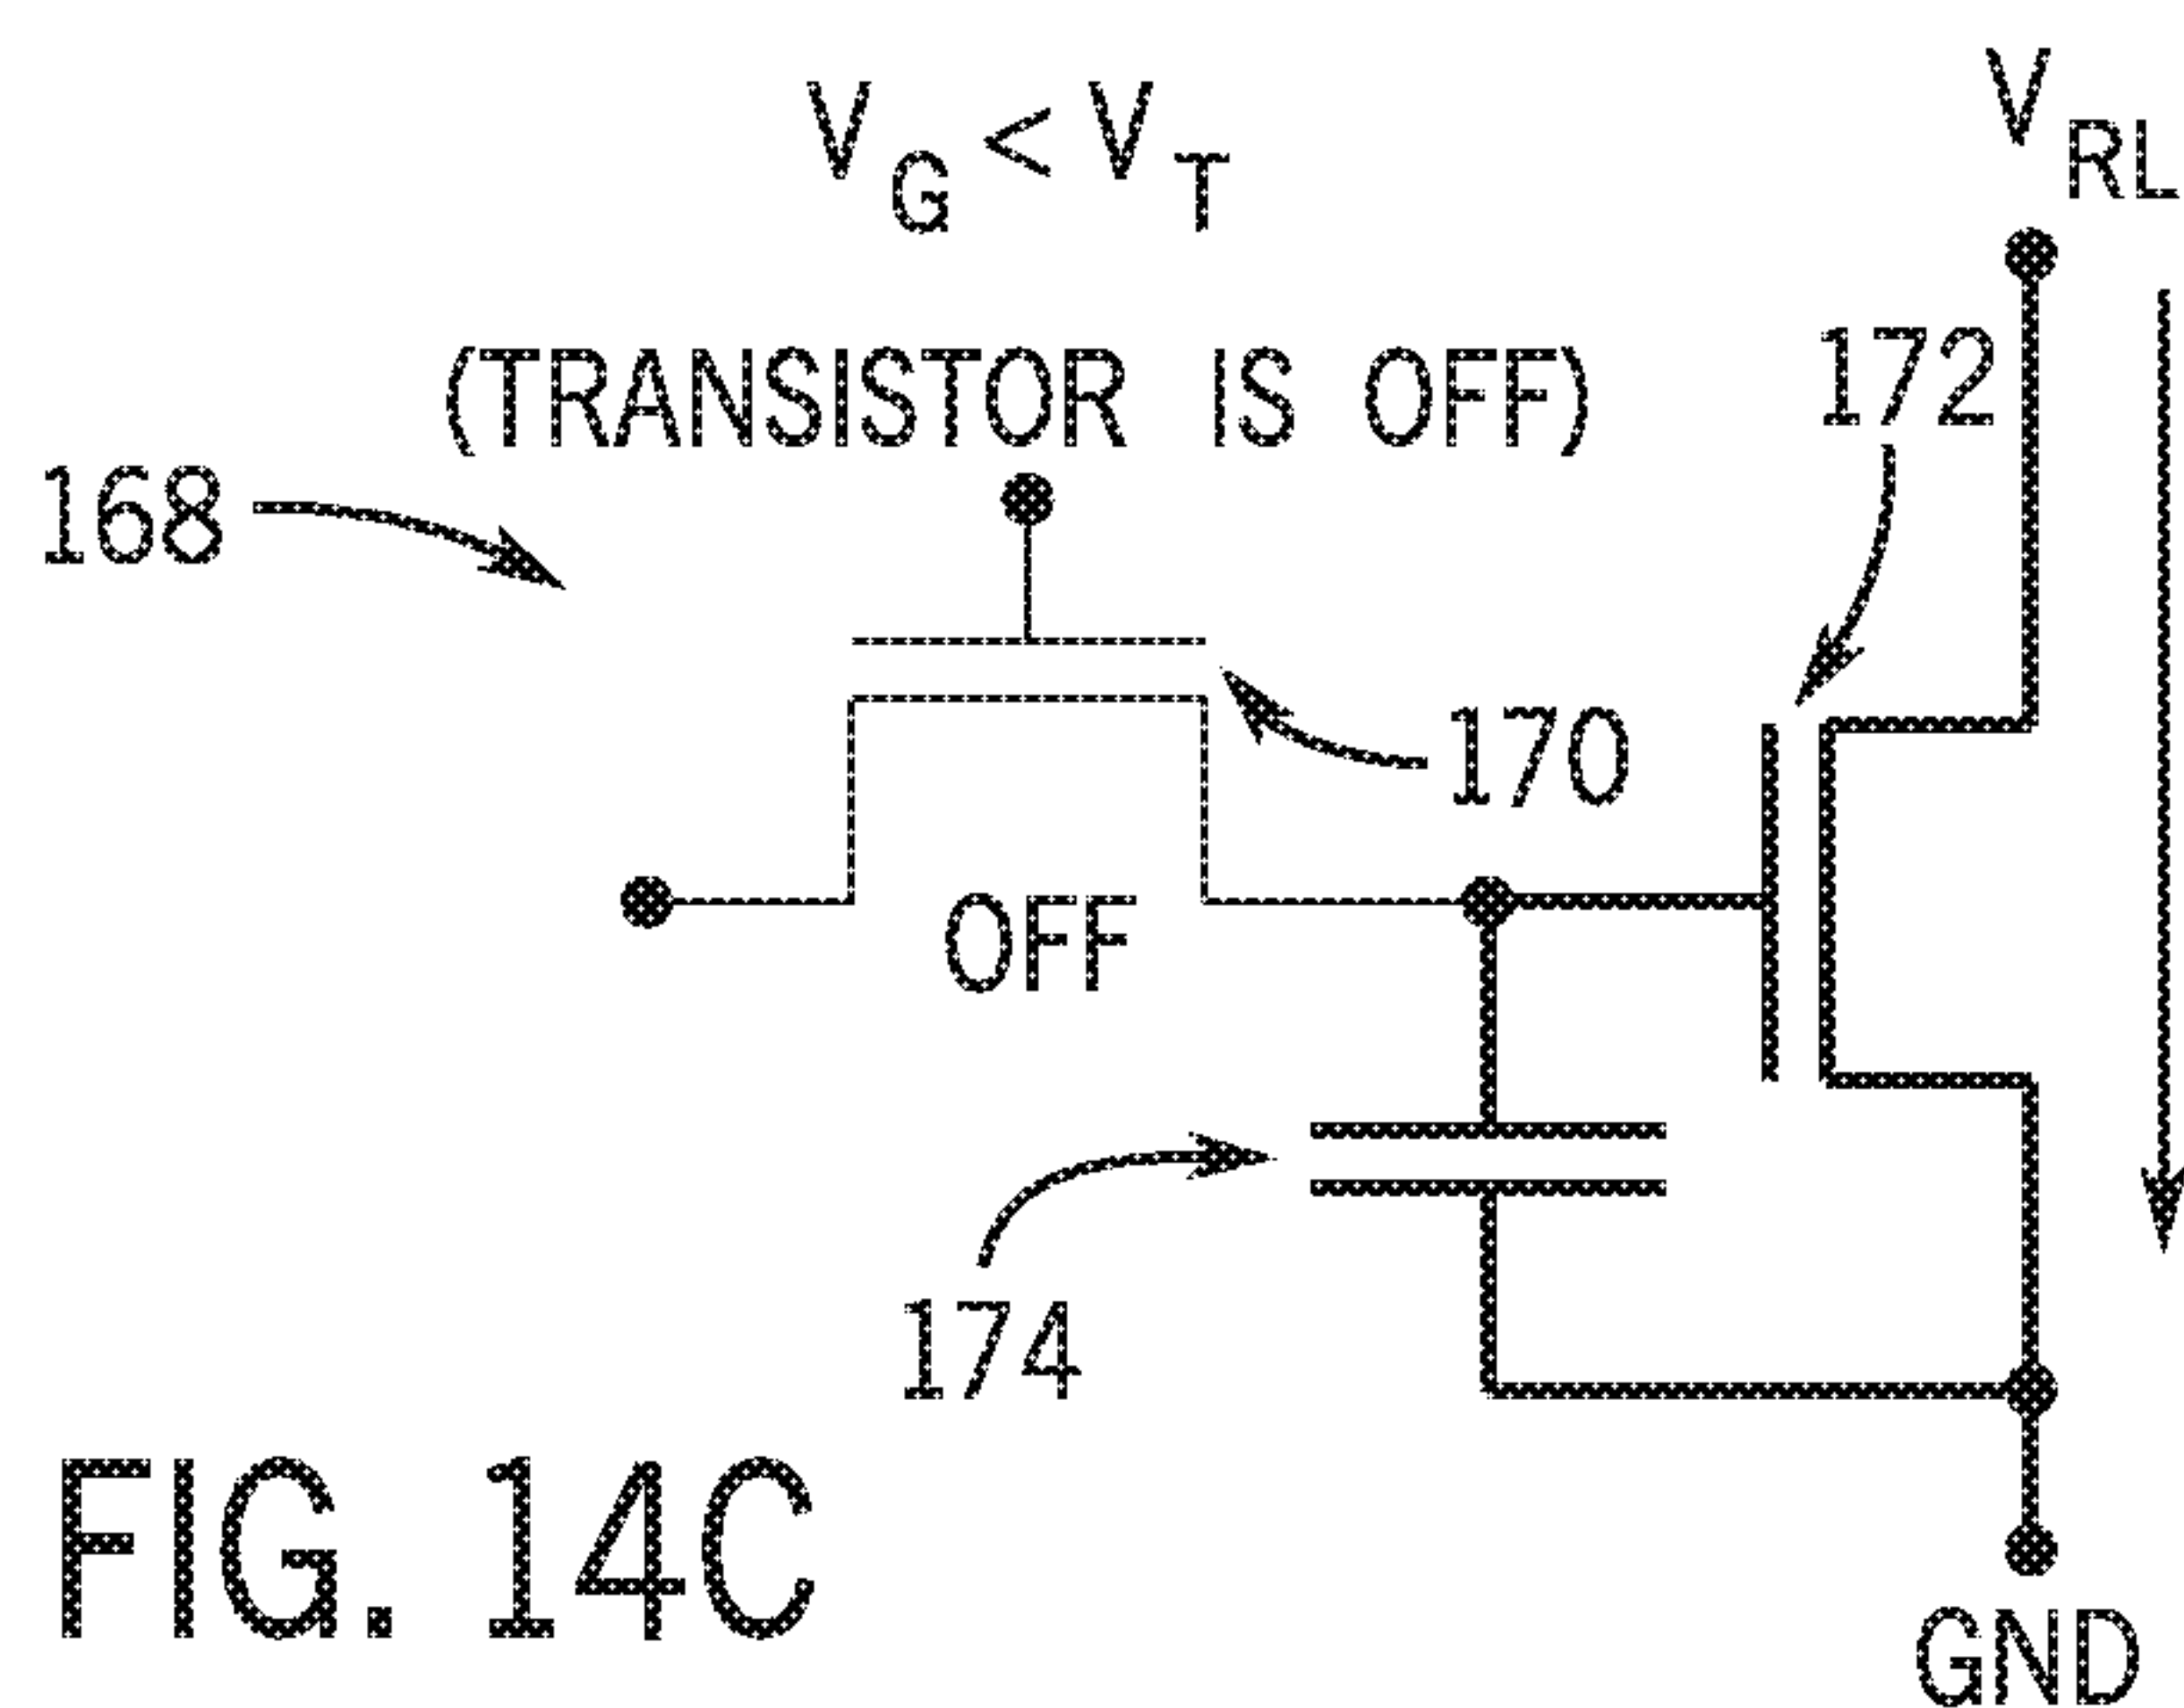 V_G < V_T
V_RL
(TRANSISTOR IS OFF)
172
168
170
OFF
174
FIG. 14C
GND